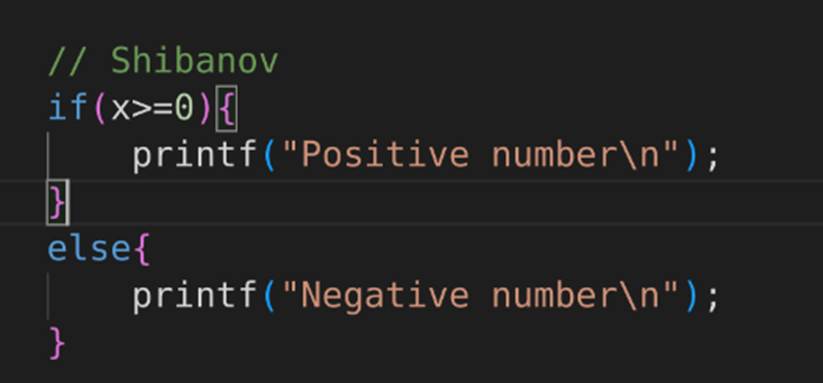 // Shibanov
if(x>=0){
    printf("Positive number\n");
}
else{
    printf("Negative number\n");
}